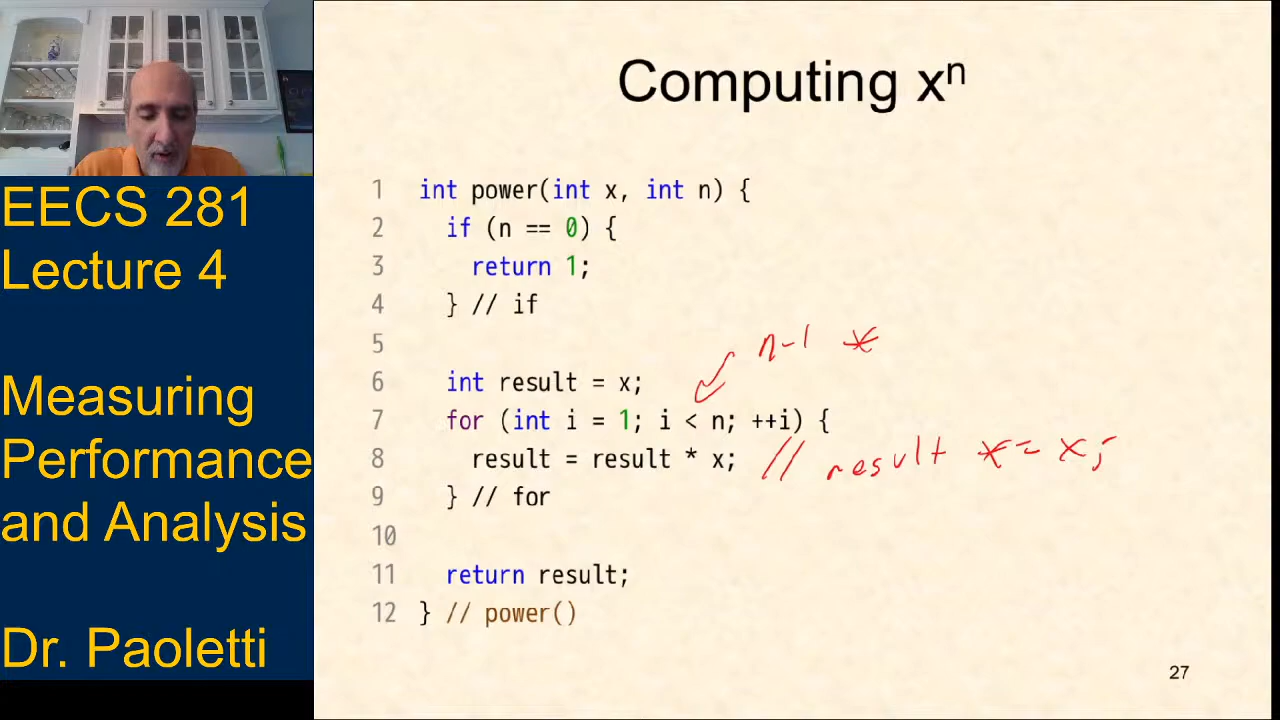 EECS 281
Lecture 4
Measuring
Performance
and Analysis
Dr. Paoletti
Computing xⁿ
1 int power(int x, int n) {
2 if (n == 0) {
3 return 1;
4 } // if
5 n-1 *
6 int result = x;
7 for (int i = 1; i < n; ++i) {
8 result = result * x; // result *= x;
9 } // for
10
11 return result;
12 } // power()
27